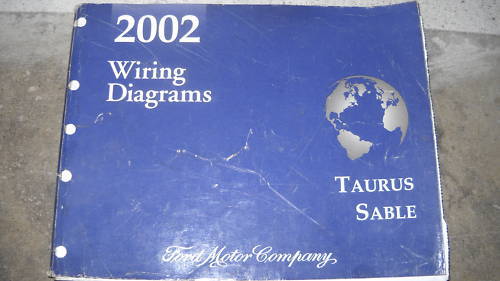 2002
Wiring
Diagrams
TAURUS
SABLE
Ford Motor Company